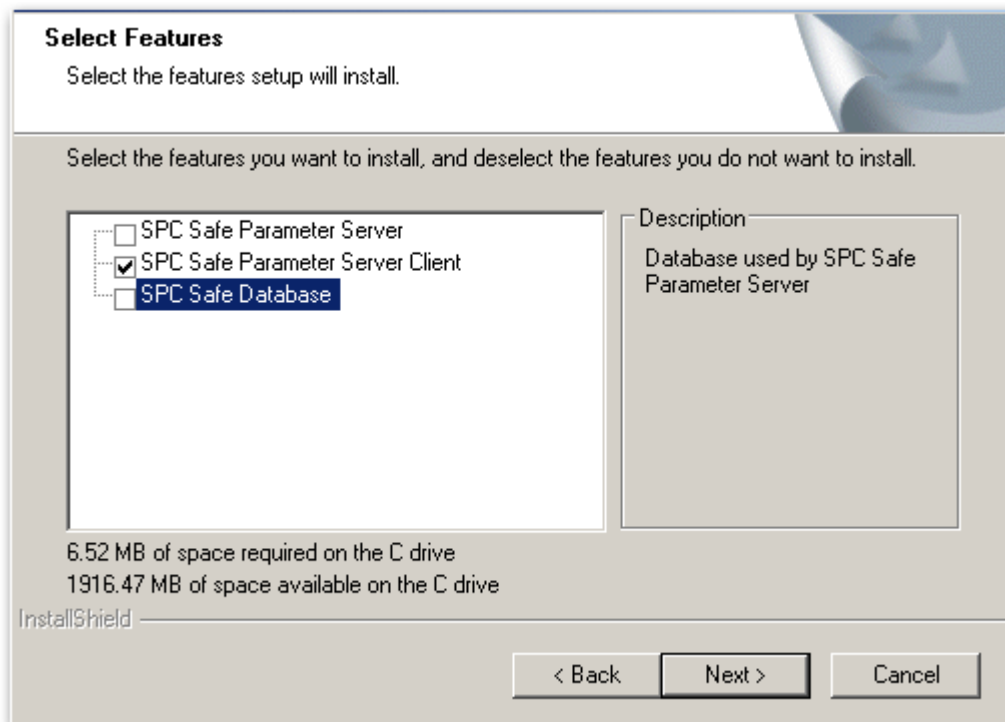 Select Features
Select the features setup will install.
Select the features you want to install, and deselect the features you do not want to install.
SPC Safe Parameter Server
SPC Safe Parameter Server Client
SPC Safe Database
Description
Database used by SPC Safe
Parameter Server
6.52 MB of space required on the C drive
1916.47 MB of space available on the C drive
InstallShield
< Back
Next >
Cancel